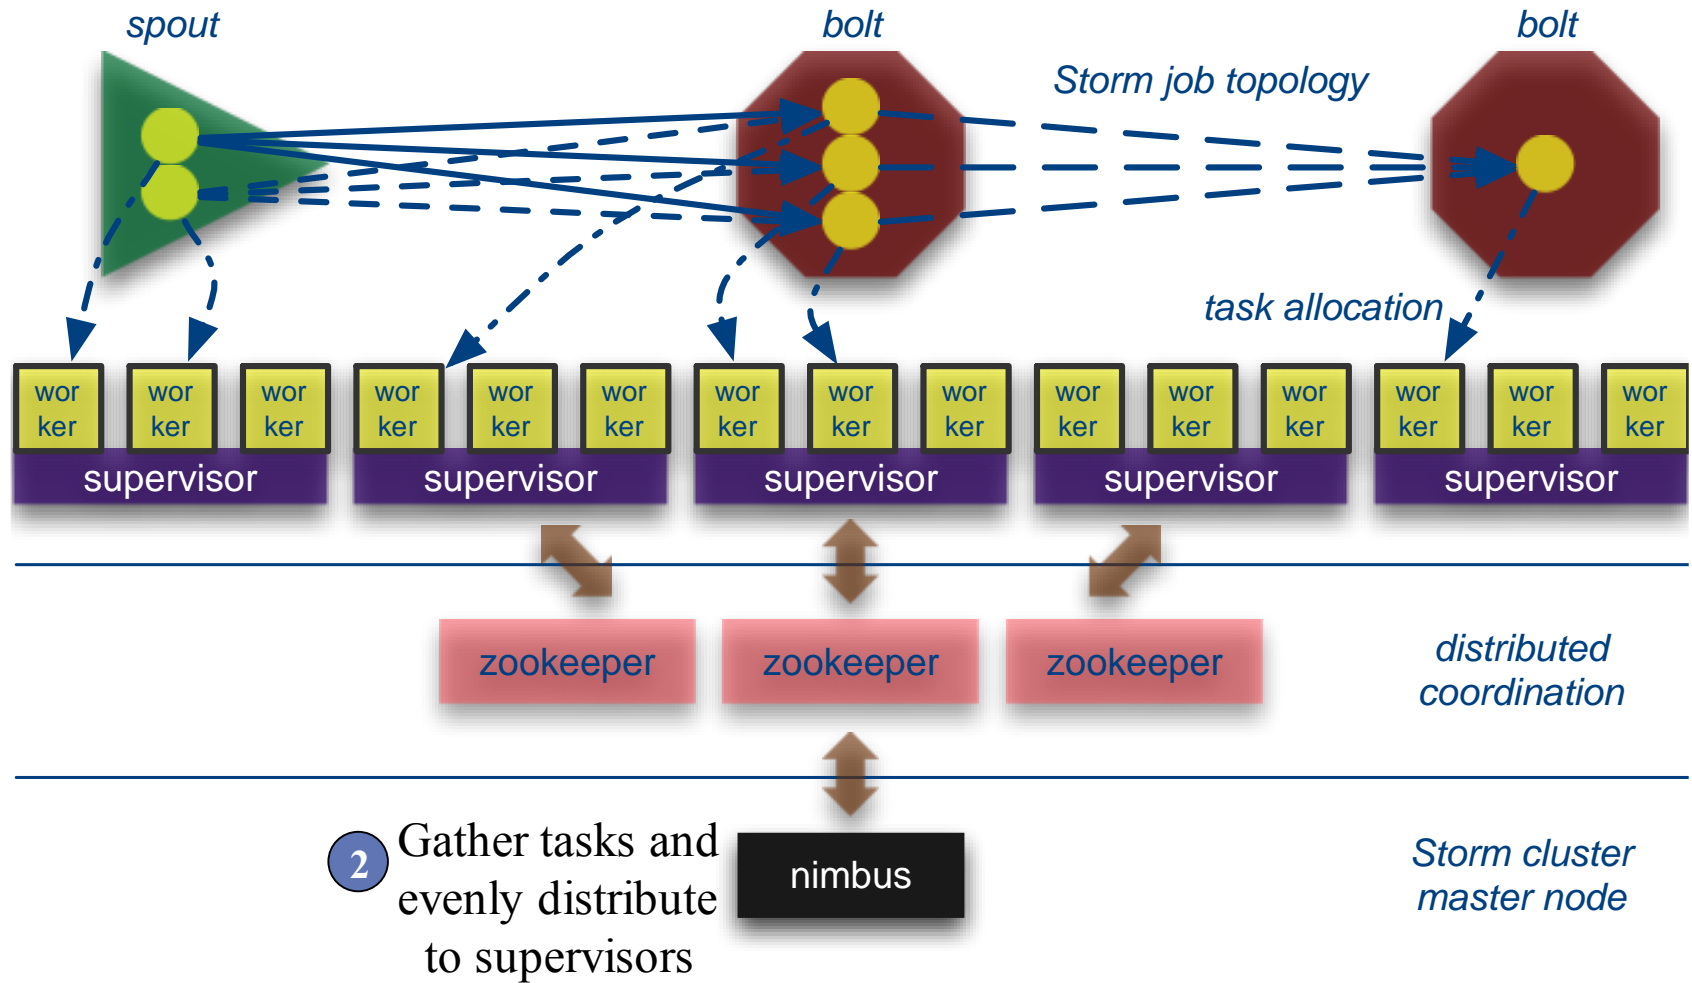 spout
bolt
bolt
Storm job topology
task allocation
wor wor wor wor wor wor wor wor wor wor wor wor wor wor wor
ker ker ker ker ker ker ker ker ker ker ker ker ker ker ker
supervisor supervisor supervisor supervisor supervisor
zookeeper zookeeper zookeeper
distributed
coordination
2
Gather tasks and
evenly distribute
to supervisors
nimbus
Storm cluster
master node